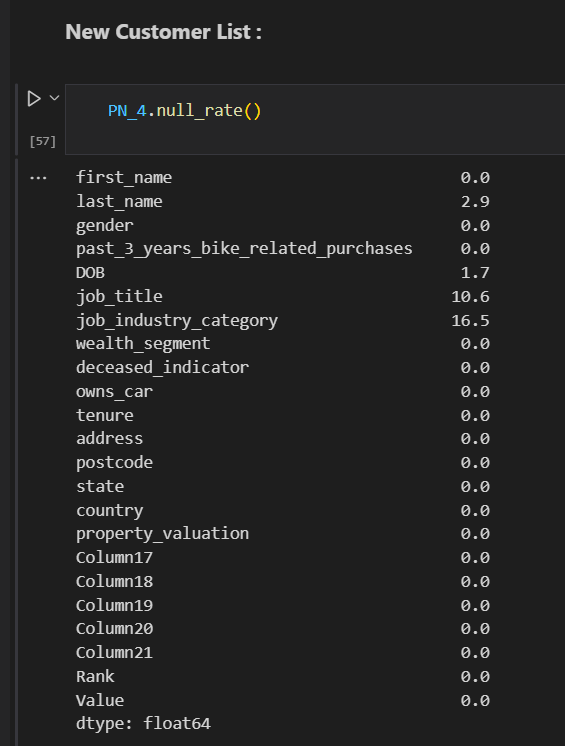 New Customer List :
PN_4.null_rate()
[57]
...
first_name 0.0
last_name 2.9
gender 0.0
past_3_years_bike_related_purchases 0.0
DOB 1.7
job_title 10.6
job_industry_category 16.5
wealth_segment 0.0
deceased_indicator 0.0
owns_car 0.0
tenure 0.0
address 0.0
postcode 0.0
state 0.0
country 0.0
property_valuation 0.0
Column17 0.0
Column18 0.0
Column19 0.0
Column20 0.0
Column21 0.0
Rank 0.0
Value 0.0
dtype: float64